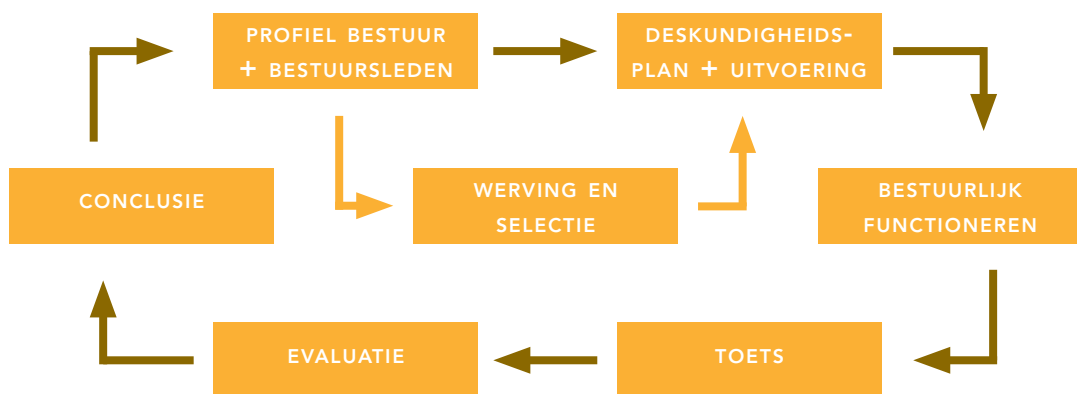 PROFIEL BESTUUR
+ BESTUURSLEDEN
DESKUNDIGHEIDS-
PLAN + UITVOERING
CONCLUSIE
WERVING EN
SELECTIE
BESTUURLIJK
FUNCTIONEREN
EVALUATIE
TOETS